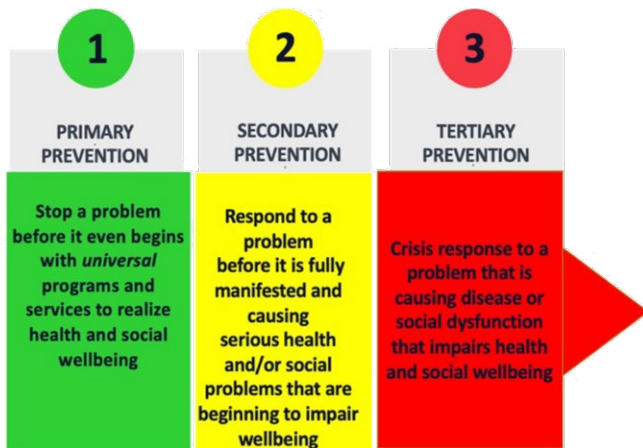 1
PRIMARY
PREVENTION
Stop a problem
before it even begins
with universal
programs and
services to realize
health and social
wellbeing
2
SECONDARY
PREVENTION
Respond to a
problem
before it is fully
manifested and
causing
serious health
and/or social
problems that are
beginning to impair
wellbeing
3
TERTIARY
PREVENTION
Crisis response to a
problem that is
causing disease or
social dysfunction
that impairs health
and social wellbeing